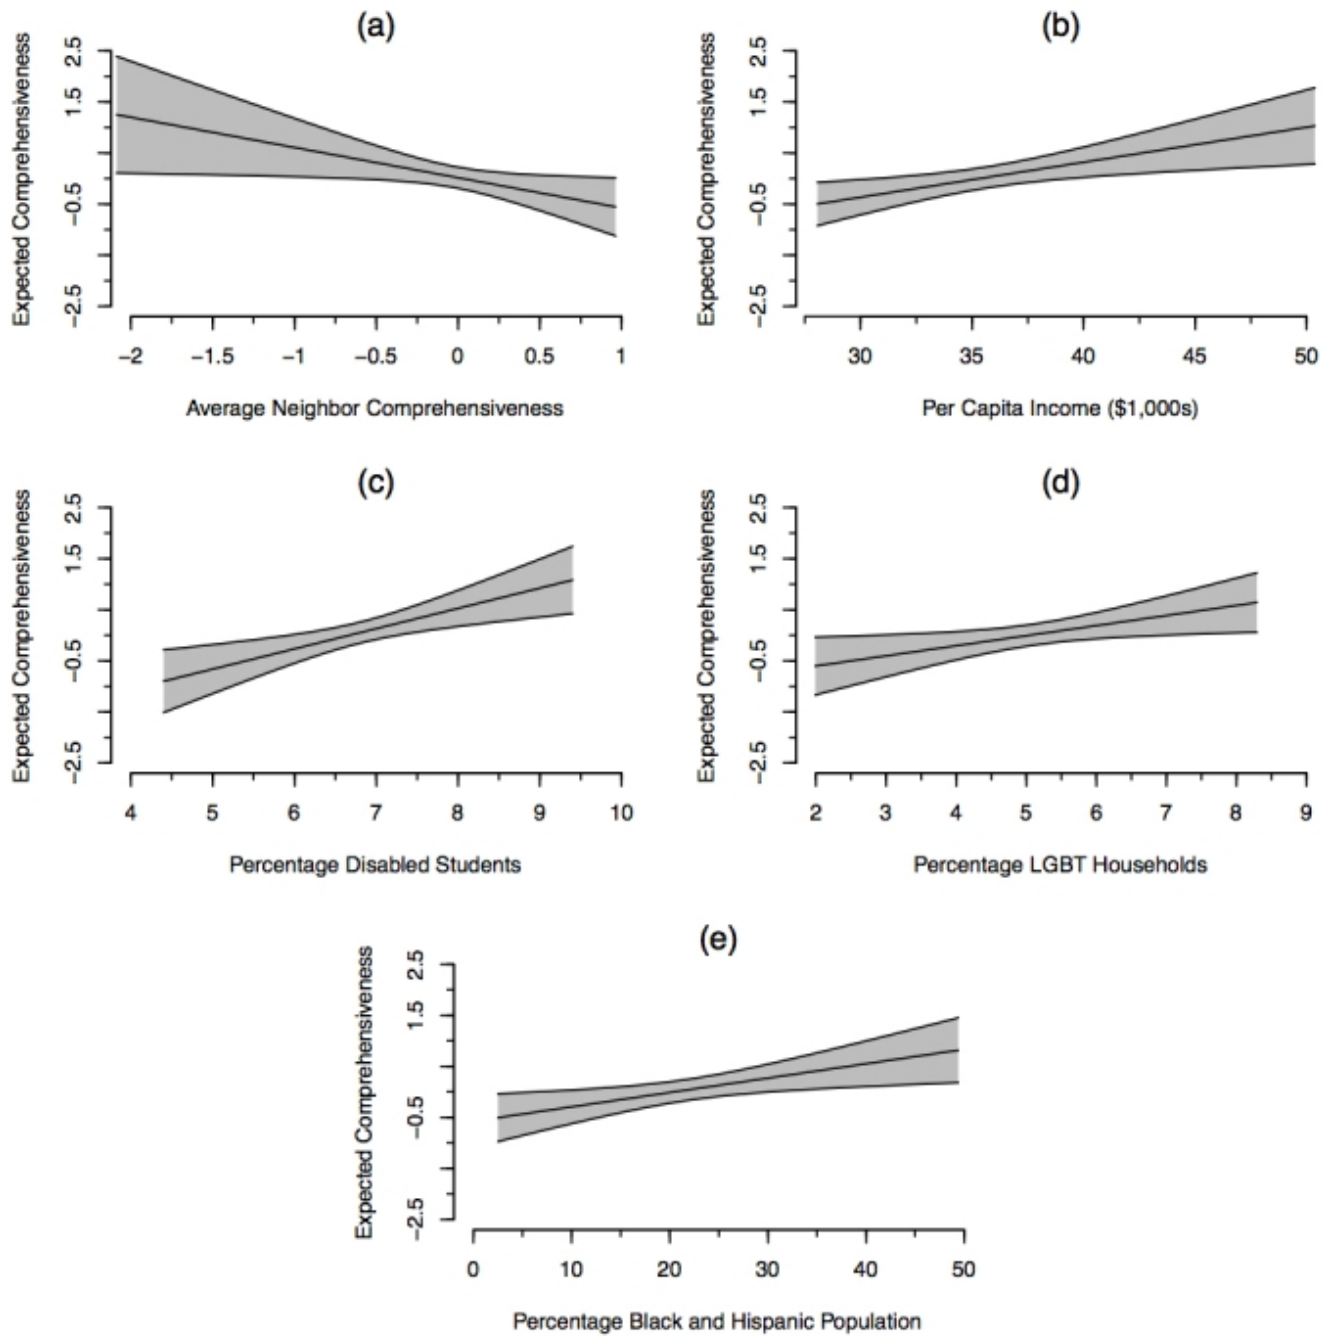 (a)
Expected Comprehensiveness
2.5
1.5
−0.5
−2.5
−2 −1.5 −1 −0.5 0 0.5 1
Average Neighbor Comprehensiveness
(b)
Expected Comprehensiveness
2.5
1.5
−0.5
−2.5
30 35 40 45 50
Per Capita Income ($1,000s)
(c)
Expected Comprehensiveness
2.5
1.5
−0.5
−2.5
4 5 6 7 8 9 10
Percentage Disabled Students
(d)
Expected Comprehensiveness
2.5
1.5
−0.5
−2.5
2 3 4 5 6 7 8 9
Percentage LGBT Households
(e)
Expected Comprehensiveness
2.5
1.5
−0.5
−2.5
0 10 20 30 40 50
Percentage Black and Hispanic Population